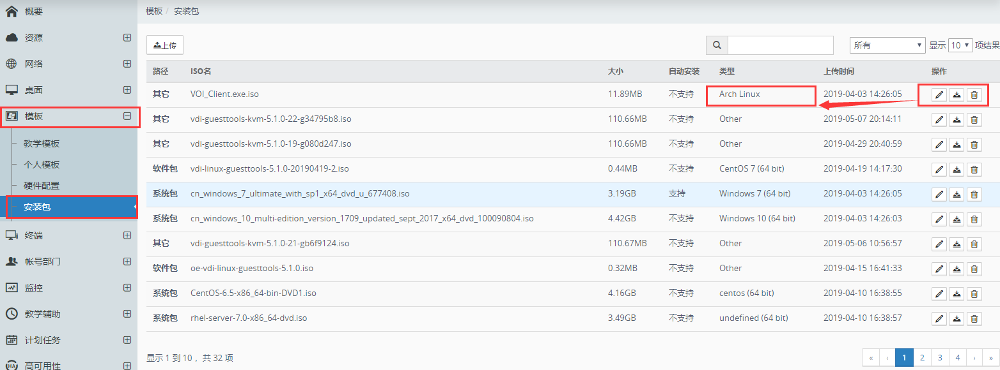 概要
资源
网络
桌面
模板
教学模板
个人模板
硬件配置
安装包
终端
帐号部门
监控
教学辅助
计划任务
高可用性
模板 / 安装包
上传
所有 显示 10 项结果
路径 ISO名 大小 自动安装 类型 上传时间 操作
其它 VOI_Client.exe.iso 11.89MB 不支持 Arch Linux 2019-04-03 14:26:05
其它 vdi-guesttools-kvm-5.1.0-22-g34795b8.iso 110.66MB 不支持 Other 2019-05-07 20:14:11
其它 vdi-guesttools-kvm-5.1.0-19-g080d247.iso 110.66MB 不支持 Other 2019-04-29 20:40:59
软件包 vdi-linux-guesttools-5.1.0-20190419-2.iso 0.44MB 不支持 CentOS 7 (64 bit) 2019-04-19 14:17:30
系统包 cn_windows_7_ultimate_with_sp1_x64_dvd_u_677408.iso 3.19GB 支持 Windows 7 (64 bit) 2019-04-03 14:26:05
系统包 cn_windows_10_multi-edition_version_1709_updated_sept_2017_x64_dvd_100090804.iso 4.42GB 不支持 Windows 10 (64 bit) 2019-04-03 14:26:03
其它 vdi-guesttools-kvm-5.1.0-21-gb6f9124.iso 110.67MB 不支持 Other 2019-05-06 10:56:57
软件包 oe-vdi-linux-guesttools-5.1.0.iso 0.32MB 不支持 Other 2019-04-15 16:41:33
系统包 CentOS-6.5-x86_64-bin-DVD1.iso 4.16GB 不支持 centos (64 bit) 2019-04-10 16:38:55
系统包 rhel-server-7.0-x86_64-dvd.iso 3.49GB 不支持 undefined (64 bit) 2019-04-10 16:38:57
显示 1 到 10 ，共 32 项
« ‹ 1 2 3 4 › »